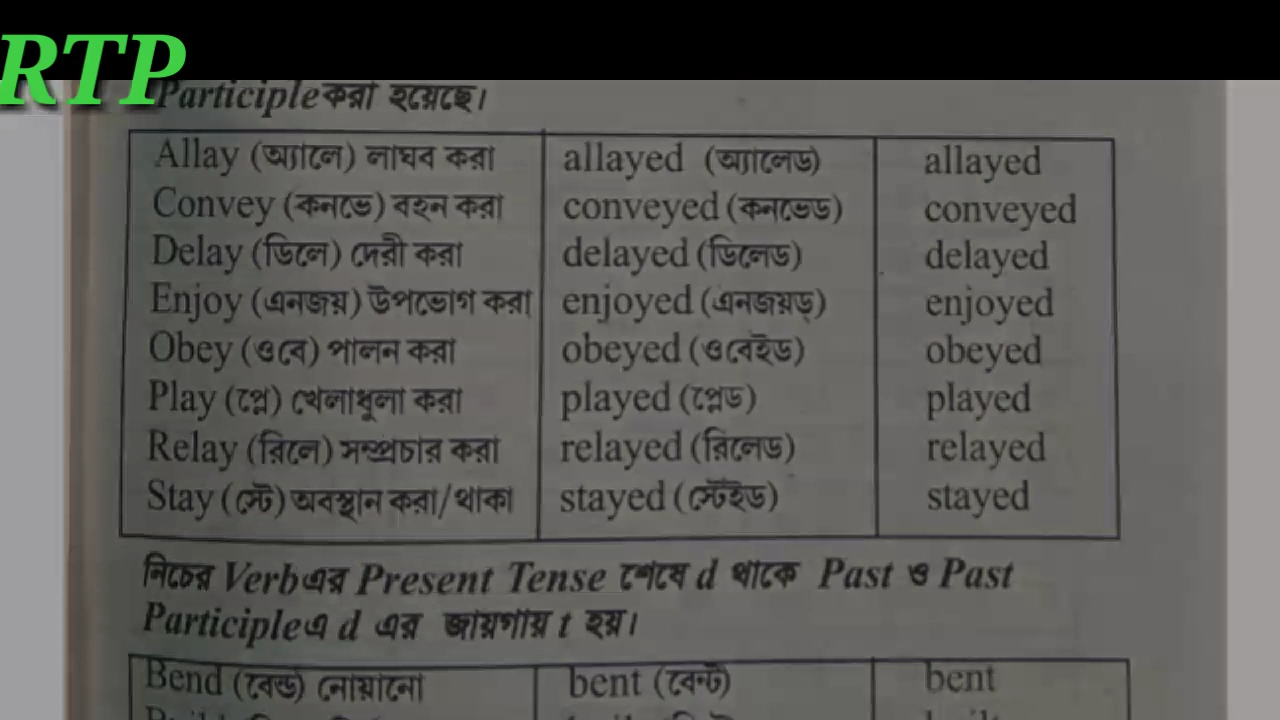 RTP
Participle করা হয়েছে।
Allay (অ্যালে) লাঘব করা allayed (অ্যালেড) allayed
Convey (কনভে) বহন করা conveyed (কনভেড) conveyed
Delay (ডিলে) দেরী করা delayed (ডিলেড) delayed
Enjoy (এনজয়) উপভোগ করা enjoyed (এনজয়ড্) enjoyed
Obey (ওবে) পালন করা obeyed (ওবেইড) obeyed
Play (প্লে) খেলাধুলা করা played (প্লেড) played
Relay (রিলে) সম্প্রচার করা relayed (রিলেড) relayed
Stay (স্টে) অবস্থান করা/থাকা stayed (স্টেইড) stayed
নিচের Verbএর Present Tense শেষে d থাকে Past ও Past
Participleএ d এর জায়গায় t হয়।
Bend (বেন্ড) নোয়ানো bent (বেন্ট) bent